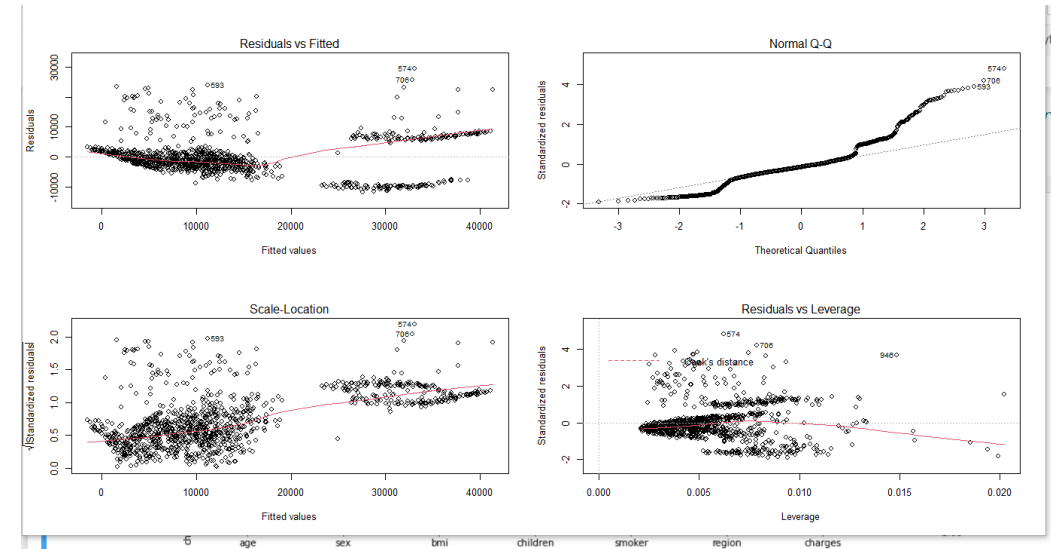 Residuals vs Fitted
Residuals
-10000
0
10000
30000
574
706
593
0
10000
20000
30000
40000
Fitted values
Normal Q-Q
Standardized residuals
-2
0
2
4
574
706
593
-3
-2
-1
0
1
2
3
Theoretical Quantiles
Scale-Location
√|Standardized residuals|
0.0
0.5
1.0
1.5
2.0
574
706
593
0
10000
20000
30000
40000
Fitted values
Residuals vs Leverage
Standardized residuals
-2
0
2
4
574
706
946
Cook's distance
0.000
0.005
0.010
0.015
0.020
Leverage
age
sex
bmi
children
smoker
region
charges